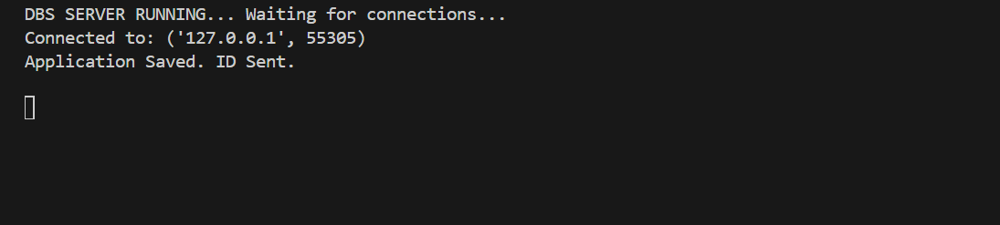 DBS SERVER RUNNING... Waiting for connections...
Connected to: ('127.0.0.1', 55305)
Application Saved. ID Sent.